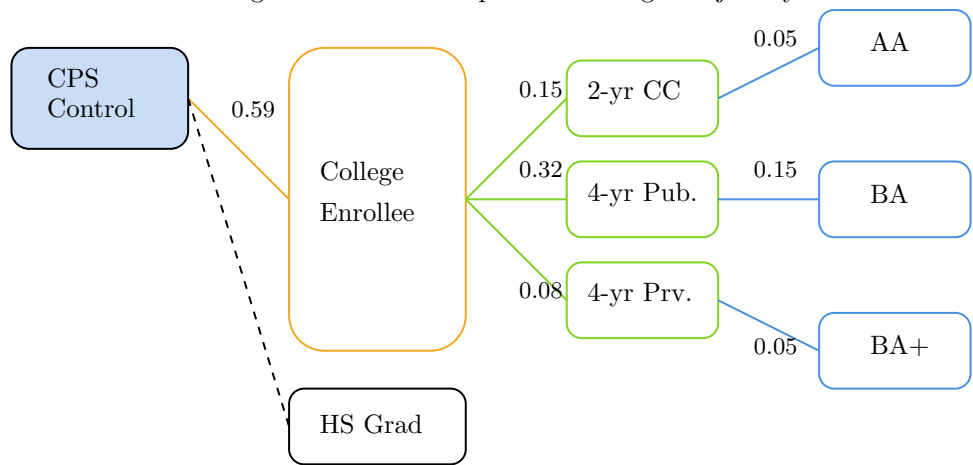 0.05
AA
CPS
Control
0.59
0.15
2-yr CC
College
Enrollee
0.32
4-yr Pub.
0.15
BA
0.08
4-yr Prv.
0.05
BA+
HS Grad